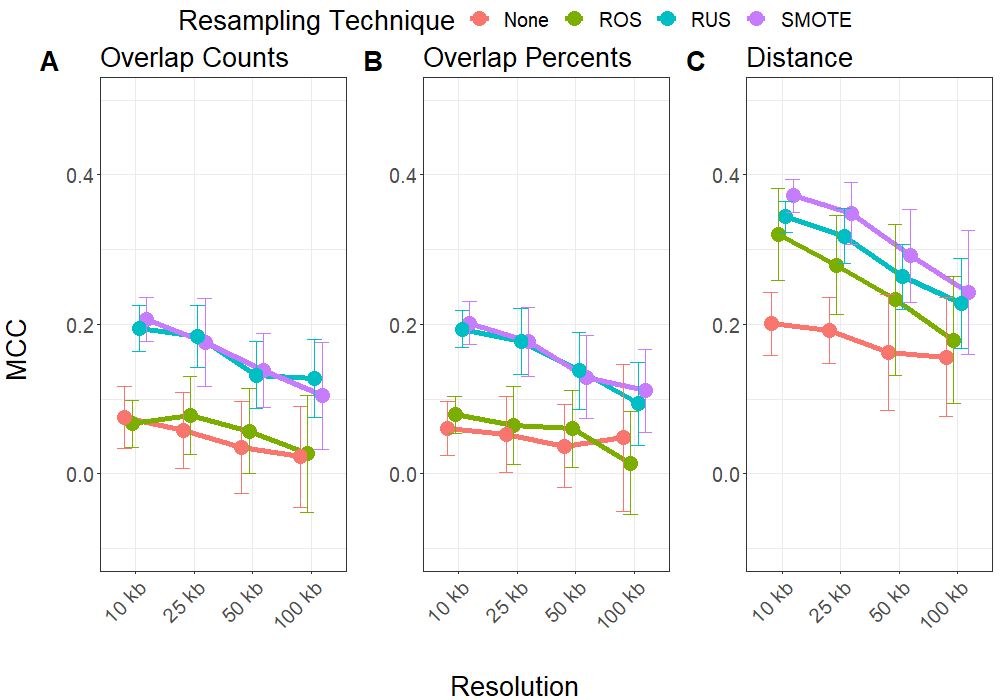 Resampling Technique None ROS RUS SMOTE
A Overlap Counts
B Overlap Percents
C Distance
MCC
0.4
0.2
0.0
10 kb
25 kb
50 kb
100 kb
0.4
0.2
0.0
10 kb
25 kb
50 kb
100 kb
0.4
0.2
0.0
10 kb
25 kb
50 kb
100 kb
Resolution